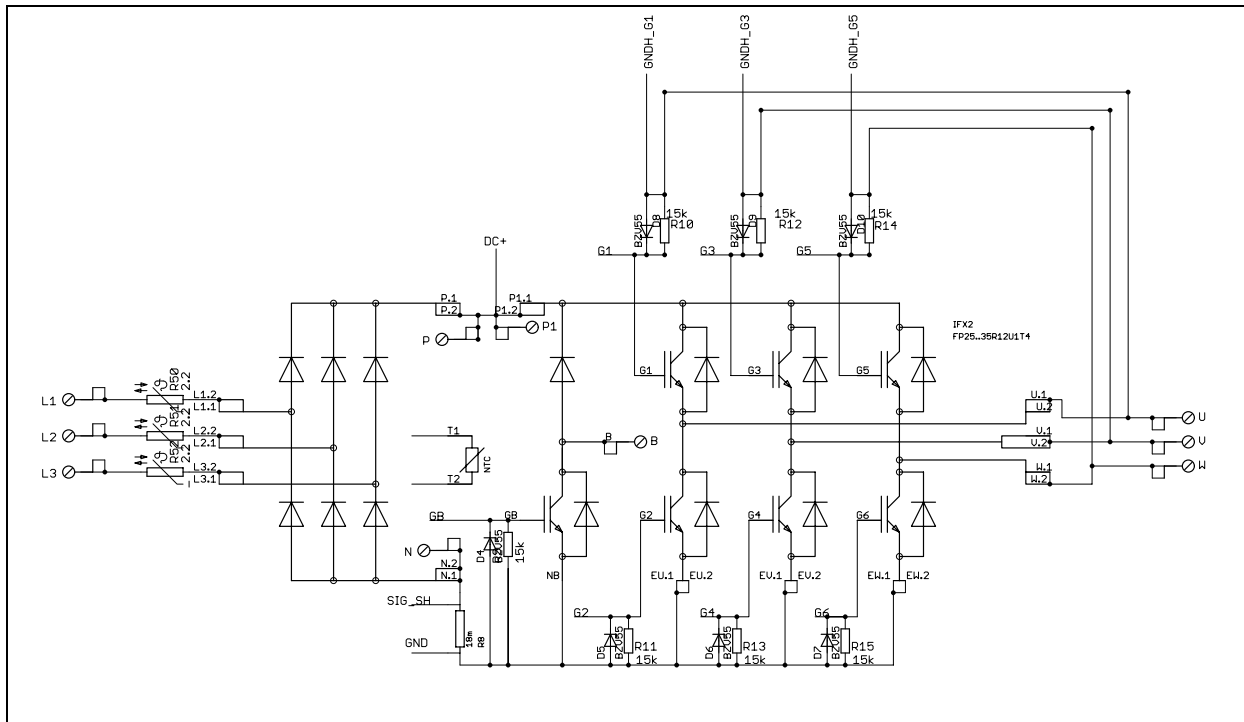 GNDH_G1
GNDH_G3
GNDH_G5
BZV55
D8
15k
R10
BZV55
D9
15k
R12
BZV55
D10
15k
R14
G1
G3
G5
DC+
P.1
P.2
P1.1
P1.2
P
P1
IFX2
FP25..35R12U1T4
G1
G3
G5
L1
R50
2.2
L1.2
L1.1
L2
R51
2.2
L2.2
L2.1
L3
R52
2.2
L3.2
L3.1
T1
T2
NTC
B
B
U.1
U.2
V.1
V.2
W.1
W.2
U
V
W
GB
GB
G2
G4
G6
N
N.2
N.1
D4
BZV55
15k
NB
EU.1
EU.2
EV.1
EV.2
EW.1
EW.2
SIG_SH
GND
18m
R8
G2
D5
BZV55
R11
15k
G4
D6
BZV55
R13
15k
G6
D7
BZV55
R15
15k